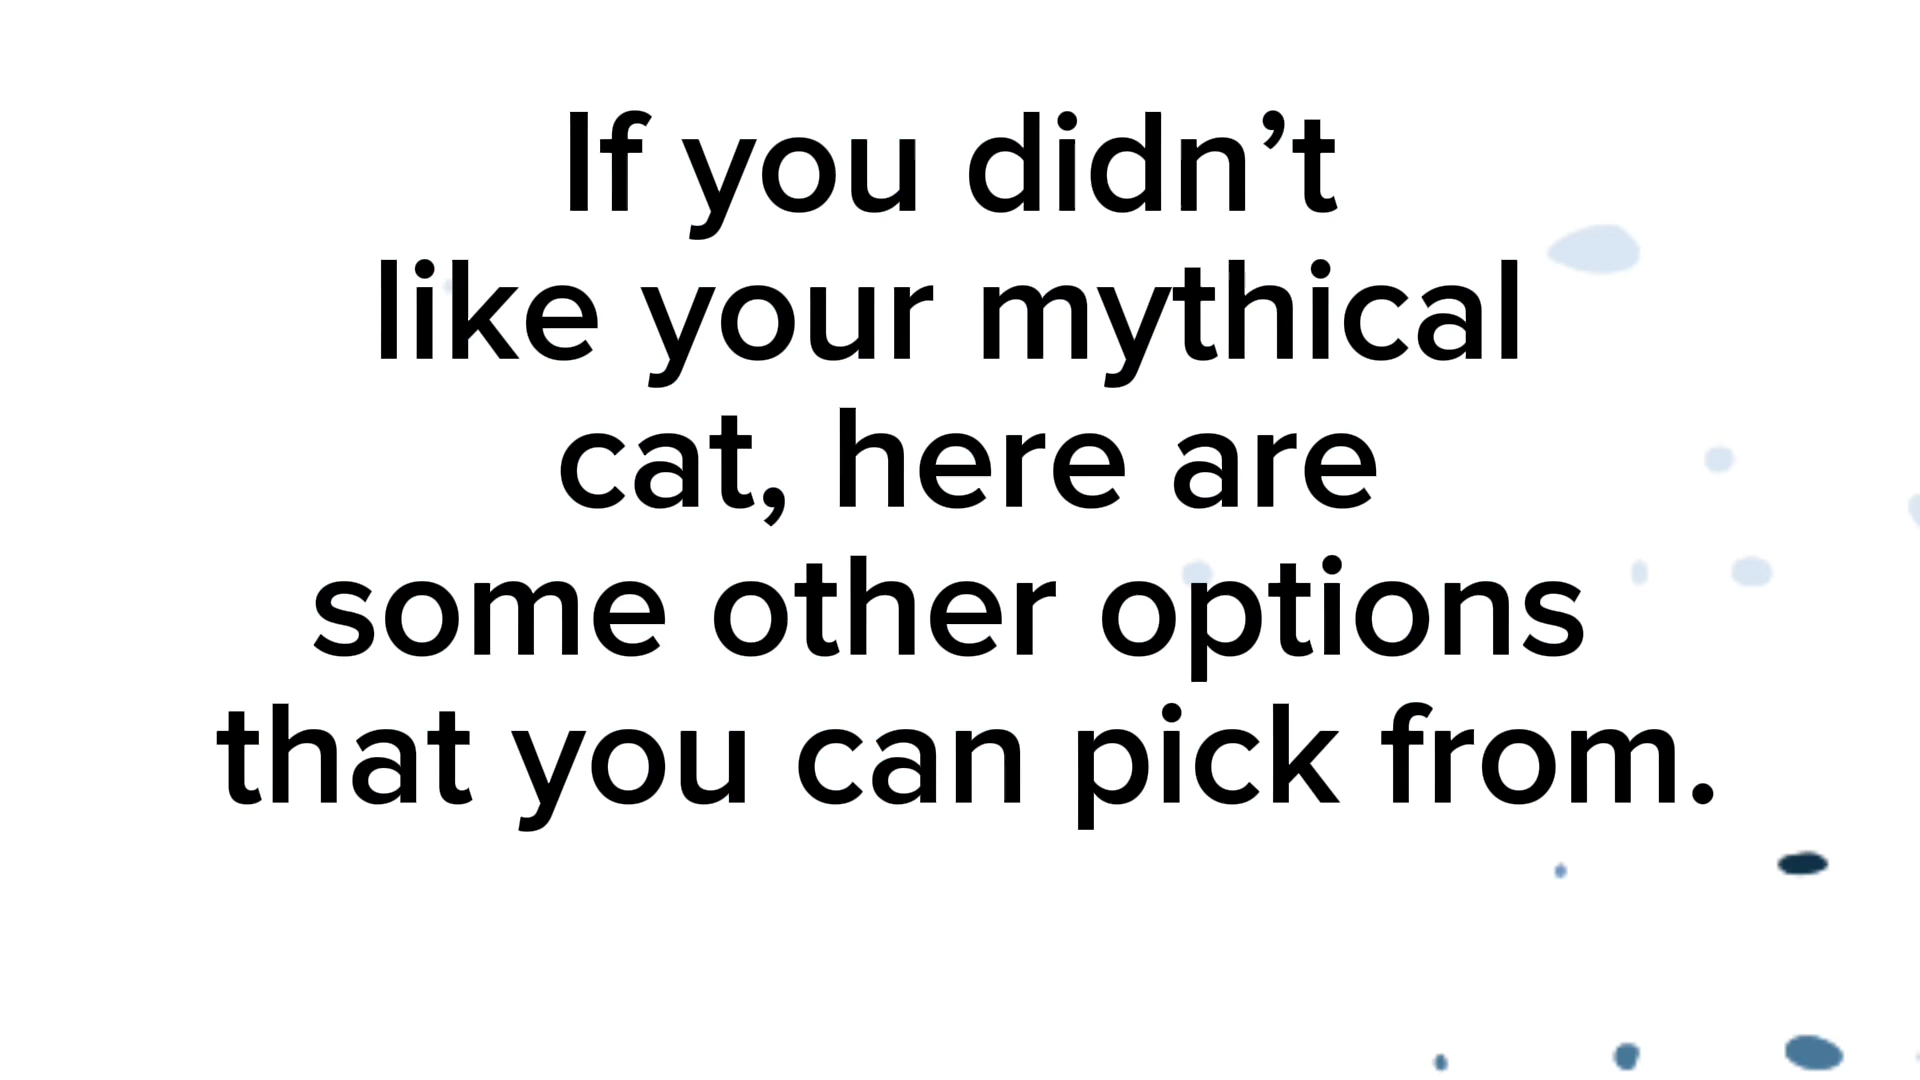 If you didn’t
like your mythical
cat, here are
some other options
that you can pick from.